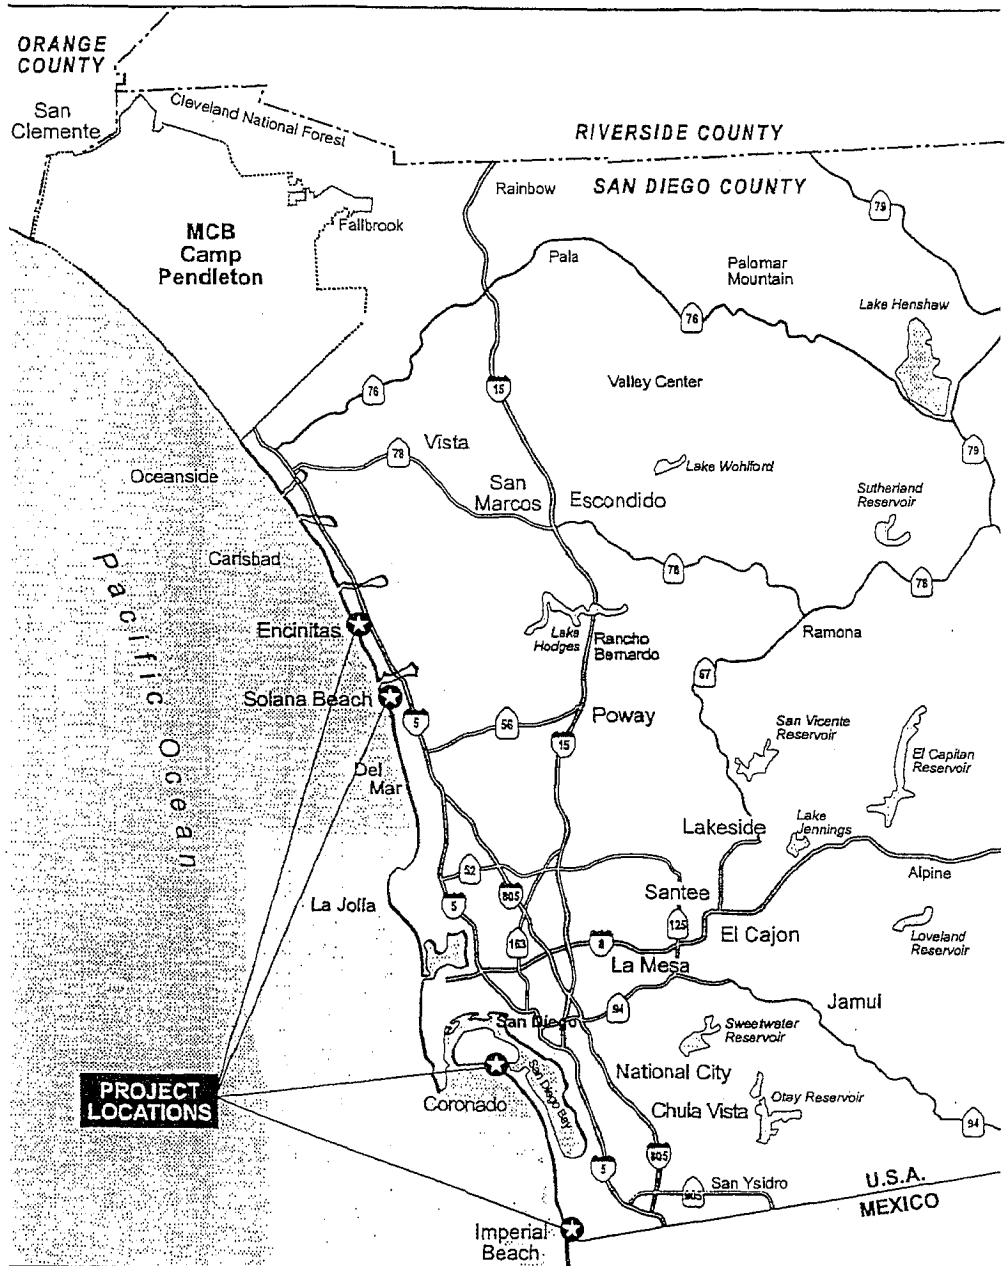 ORANGE
COUNTY
San
Clemente
Cleveland National Forest
RIVERSIDE COUNTY
SAN DIEGO COUNTY
Rainbow
79
Fallbrook
MCB
Camp
Pendleton
Pala
Palomar
Mountain
Lake Henshaw
76
15
76
Valley Center
Vista
78
79
Lake Wohlford
Oceanside
San
Marcos
Escondido
Sutherland
Reservoir
Carlsbad
78
78
Pacific Ocean
Encinitas
Lake
Hodges
Rancho
Bernardo
Ramona
67
Solana Beach
5
56
Poway
15
San Vicente
Reservoir
El Capitan
Reservoir
Del
Mar
Lakeside
Lake
Jennings
52
Alpine
805
Santee
La Jolla
5
125
163
8
El Cajon
Loveland
Reservoir
La Mesa
94
Jamul
San Diego
Sweetwater
Reservoir
National City
PROJECT
LOCATIONS
San Diego Bay
Coronado
Chula Vista
Otay Reservoir
94
805
5
San Ysidro
905
U.S.A.
MEXICO
Imperial
Beach